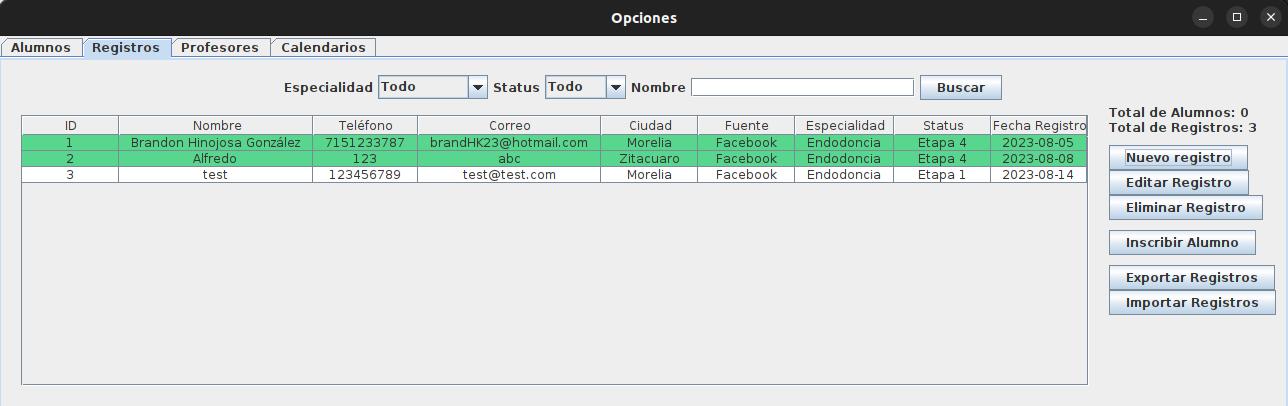 Opciones
Alumnos Registros Profesores Calendarios
Especialidad Todo Status Todo Nombre Buscar
ID Nombre Teléfono Correo Ciudad Fuente Especialidad Status Fecha Registro
1 Brandon Hinojosa González 7151233787 brandHK23@hotmail.com Morelia Facebook Endodoncia Etapa 4 2023-08-05
2 Alfredo 123 abc Zitacuaro Facebook Endodoncia Etapa 4 2023-08-08
3 test 123456789 test@test.com Morelia Facebook Endodoncia Etapa 1 2023-08-14
Total de Alumnos: 0
Total de Registros: 3
Nuevo registro
Editar Registro
Eliminar Registro
Inscribir Alumno
Exportar Registros
Importar Registros